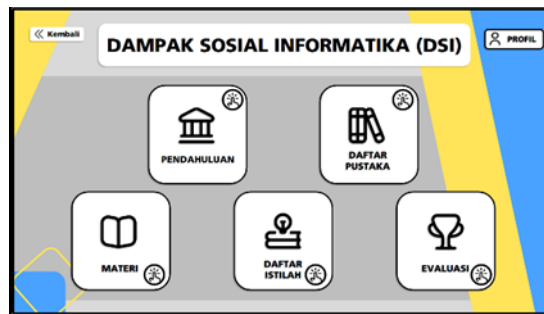 Kembali
DAMPAK SOSIAL INFORMATIKA (DSI)
PROFIL
PENDAHULUAN
DAFTAR
PUSTAKA
MATERI
DAFTAR
ISTILAH
EVALUASI